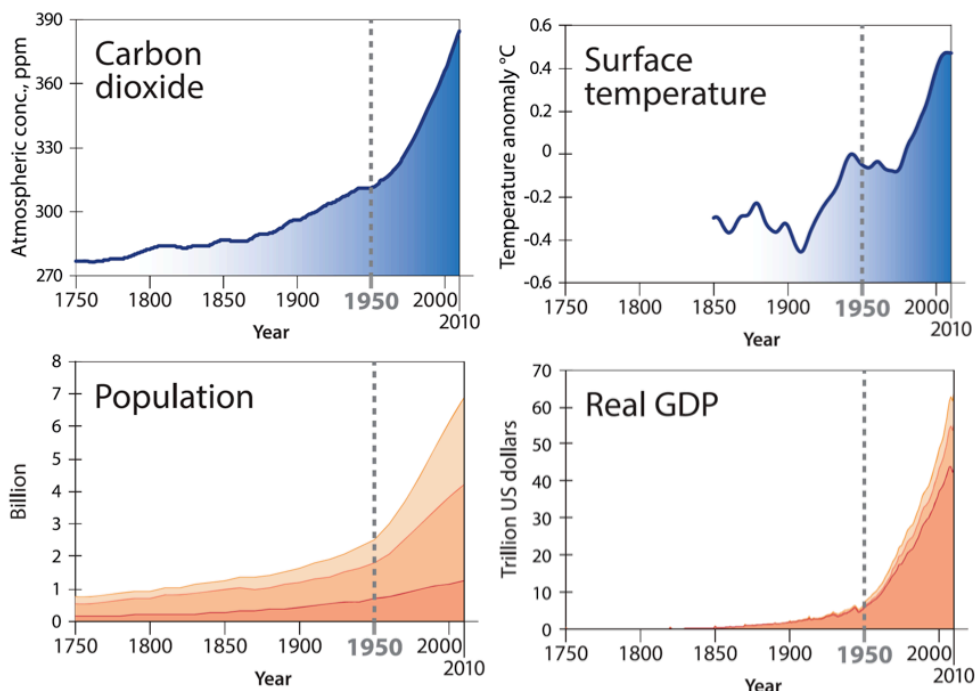 Carbon
dioxide
Atmospheric conc., ppm
390
360
330
300
270
1750 1800 1850 1900 1950 2000
2010
Year
Surface
temperature
Temperature anomaly °C
0.6
0.4
0.2
0
-0.2
-0.4
-0.6
1750 1800 1850 1900 1950 2000
2010
Year
Population
Billion
8
7
6
5
4
3
2
1
0
1750 1800 1850 1900 1950 2000
2010
Year
Real GDP
Trillion US dollars
70
60
50
40
30
20
10
0
1750 1800 1850 1900 1950 2000
2010
Year